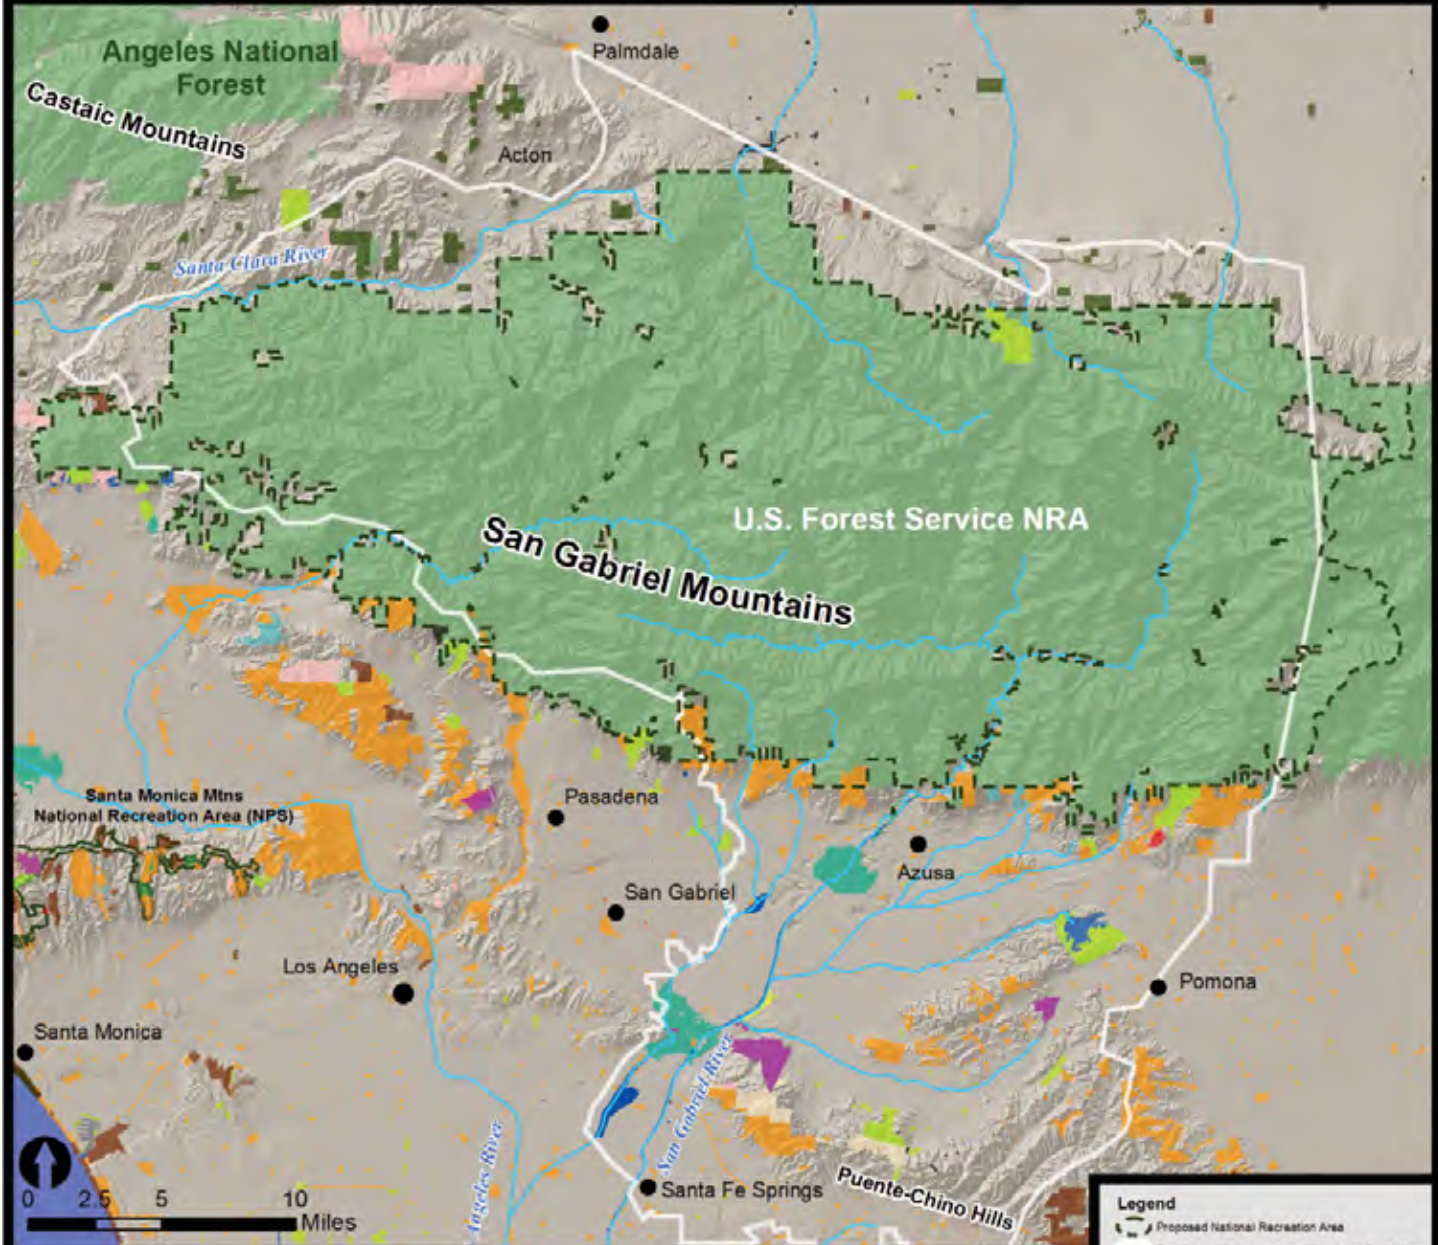 Palmdale
Angeles National
Forest
Castaic Mountains
Acton
Santa Clara River
U.S. Forest Service NRA
San Gabriel Mountains
Santa Monica Mtns
National Recreation Area (NPS)
Pasadena
Azusa
San Gabriel
Los Angeles
Pomona
Santa Monica
San Gabriel River
Angeles River
Santa Fe Springs
Puente-Chino Hills
0 2.5 5 10
Miles
Legend
Proposed National Recreation Area